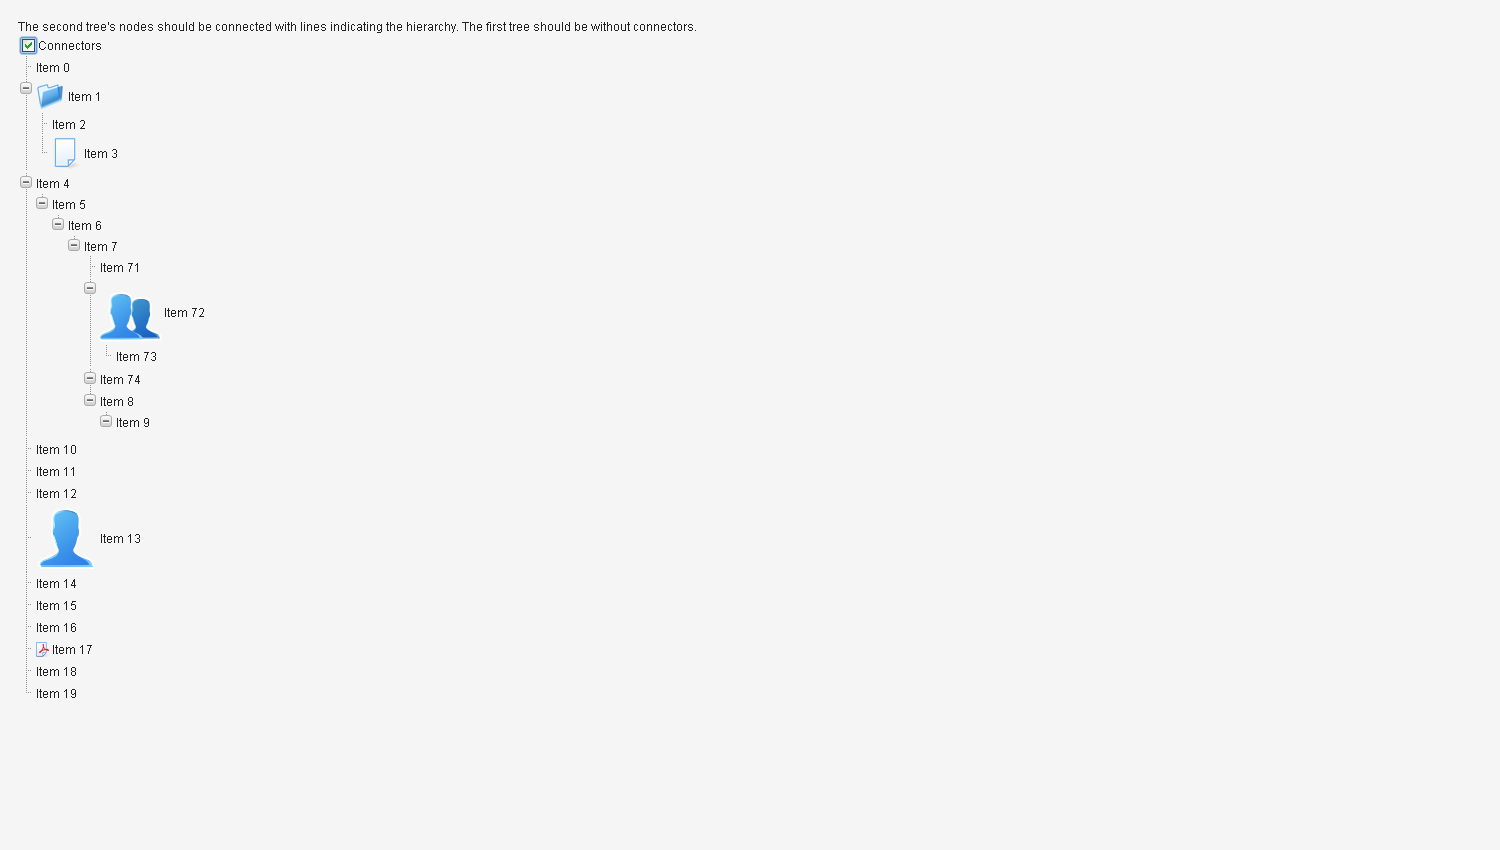 The second tree's nodes should be connected with lines indicating the hierarchy. The first tree should be without connectors.
Connectors
Item 0
Item 1
Item 2
Item 3
Item 4
Item 5
Item 6
Item 7
Item 71
Item 72
Item 73
Item 74
Item 8
Item 9
Item 10
Item 11
Item 12
Item 13
Item 14
Item 15
Item 16
Item 17
Item 18
Item 19